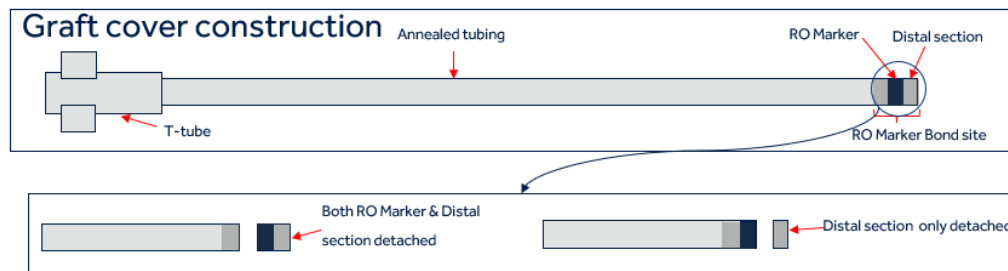 Graft cover construction
Annealed tubing
RO Marker
Distal section
T-tube
RO Marker Bond site
Both RO Marker & Distal
section detached
Distal section only detached